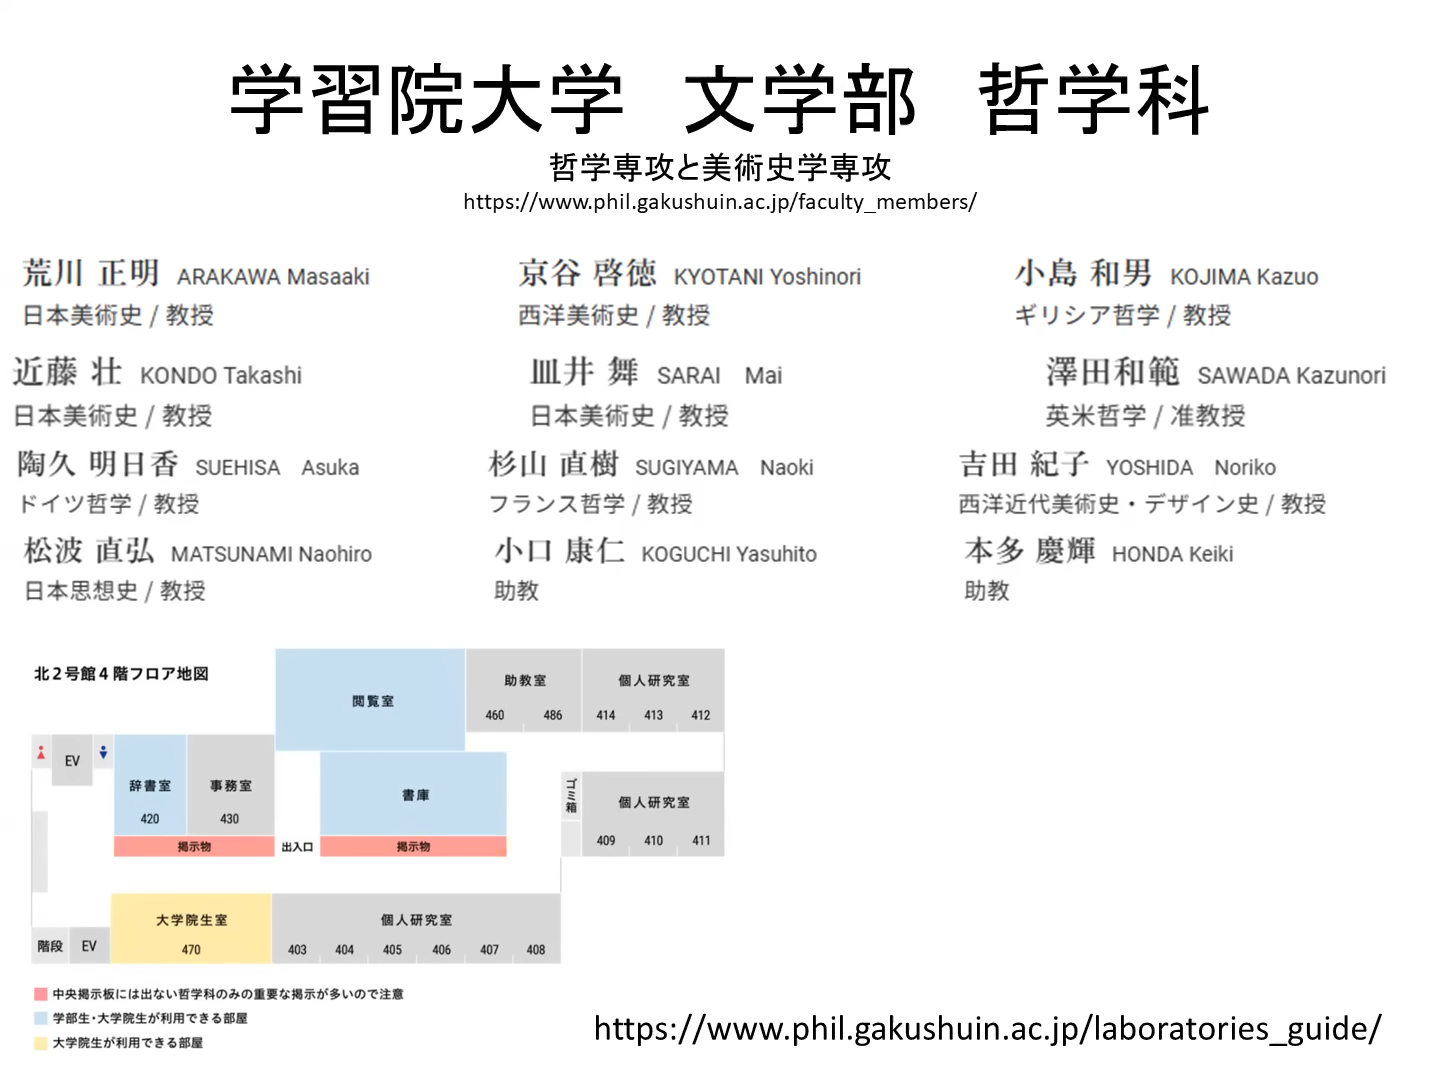 学習院大学　文学部　哲学科
哲学専攻と美術史学専攻
https://www.phil.gakushuin.ac.jp/faculty_members/
荒川 正明 ARAKAWA Masaaki
日本美術史 / 教授
京谷 啓徳 KYOTANI Yoshinori
西洋美術史 / 教授
小島 和男 KOJIMA Kazuo
ギリシア哲学 / 教授
近藤 壮 KONDO Takashi
日本美術史 / 教授
皿井 舞 SARAI　Mai
日本美術史 / 教授
澤田和範 SAWADA Kazunori
英米哲学 / 准教授
陶久 明日香 SUEHISA　Asuka
ドイツ哲学 / 教授
杉山 直樹 SUGIYAMA　Naoki
フランス哲学 / 教授
吉田 紀子 YOSHIDA　Noriko
西洋近代美術史・デザイン史 / 教授
松波 直弘 MATSUNAMI Naohiro
日本思想史 / 教授
小口 康仁 KOGUCHI Yasuhito
助教
本多 慶輝 HONDA Keiki
助教
北2号館4階フロア地図
閲覧室
助教室
460 486
個人研究室
414 413 412
EV
辞書室
420
事務室
430
書庫
ゴミ箱
個人研究室
409 410 411
掲示物
出入口
掲示物
階段
EV
大学院生室
470
個人研究室
403 404 405 406 407 408
中央掲示板には出ない哲学科のみの重要な掲示が多いので注意
学部生・大学院生が利用できる部屋
大学院生が利用できる部屋
https://www.phil.gakushuin.ac.jp/laboratories_guide/